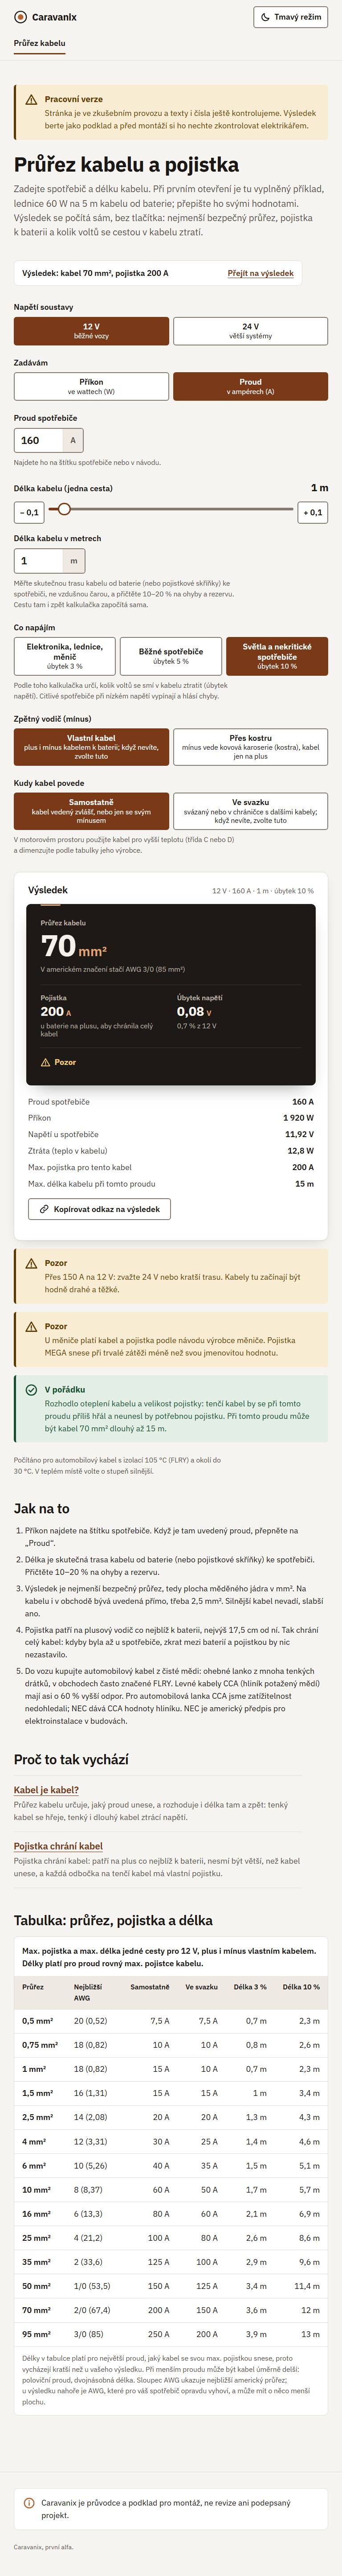 Caravanix
Tmavý režim
Průřez kabelu
Pracovní verze
Stránka je ve zkušebním provozu a texty i čísla ještě kontrolujeme. Výsledek
berte jako podklad a před montáží si ho nechte zkontrolovat elektrikářem.
Průřez kabelu a pojistka
Zadejte spotřebič a délku kabelu. Při prvním otevření je tu vyplněný příklad,
lednice 60 W na 5 m kabelu od baterie; přepište ho svými hodnotami.
Výsledek se počítá sám, bez tlačítka: nejmenší bezpečný průřez, pojistka
k baterii a kolik voltů se cestou v kabelu ztratí.
Výsledek: kabel 70 mm², pojistka 200 A
Přejít na výsledek
Napětí soustavy
12 V
běžné vozy
24 V
větší systémy
Zadávám
Příkon
ve wattech (W)
Proud
v ampérech (A)
Proud spotřebiče
160 A
Najdete ho na štítku spotřebiče nebo v návodu.
Délka kabelu (jedna cesta)
1 m
− 0,1
+ 0,1
Délka kabelu v metrech
1 m
Měřte skutečnou trasu kabelu od baterie (nebo pojistkové skříňky) ke
spotřebiči, ne vzdušnou čarou, a přičtěte 10–20 % na ohyby a rezervu.
Cestu tam i zpět kalkulačka započítá sama.
Co napájím
Elektronika, lednice,
měnič
úbytek 3 %
Běžné spotřebiče
úbytek 5 %
Světla a nekritické
spotřebiče
úbytek 10 %
Podle toho kalkulačka určí, kolik voltů se smí v kabelu ztratit (úbytek
napětí). Citlivé spotřebiče při nízkém napětí vypínají a hlásí chyby.
Zpětný vodič (mínus)
Vlastní kabel
plus i mínus kabelem k baterii; když nevíte,
zvolte tuto
Přes kostru
mínus vede kovová karoserie (kostra), kabel
jen na plus
Kudy kabel povede
Samostatně
kabel vedený zvlášť, nebo jen se svým
mínusem
Ve svazku
svázaný nebo v chráničce s dalšími kabely;
když nevíte, zvolte tuto
V motorovém prostoru použijte kabel pro vyšší teplotu (třída C nebo D)
a dimenzujte podle tabulky jeho výrobce.
Výsledek
12 V · 160 A · 1 m · úbytek 10 %
Průřez kabelu
70 mm²
V americkém značení stačí AWG 3/0 (85 mm²)
Pojistka
200 A
u baterie na plusu, aby chránila celý
kabel
Úbytek napětí
0,08 V
0,7 % z 12 V
Pozor
Proud spotřebiče 160 A
Příkon 1 920 W
Napětí u spotřebiče 11,92 V
Ztráta (teplo v kabelu) 12,8 W
Max. pojistka pro tento kabel 200 A
Max. délka kabelu při tomto proudu 15 m
Kopírovat odkaz na výsledek
Pozor
Přes 150 A na 12 V: zvažte 24 V nebo kratší trasu. Kabely tu začínají být
hodně drahé a těžké.
Pozor
U měniče platí kabel a pojistka podle návodu výrobce měniče. Pojistka
MEGA snese při trvalé zátěži méně než svou jmenovitou hodnotu.
V pořádku
Rozhodlo oteplení kabelu a velikost pojistky: tenčí kabel by se při tomto
proudu příliš hřál a neunesl by potřebnou pojistku. Při tomto proudu může
být kabel 70 mm² dlouhý až 15 m.
Počítáno pro automobilový kabel s izolací 105 °C (FLRY) a okolí do
30 °C. V teplém místě volte o stupeň silnější.
Jak na to
1. Příkon najdete na štítku spotřebiče. Když je tam uvedený proud, přepněte na
„Proud“.
2. Délka je skutečná trasa kabelu od baterie (nebo pojistkové skříňky) ke spotřebiči.
Přičtěte 10–20 % na ohyby a rezervu.
3. Výsledek je nejmenší bezpečný průřez, tedy plocha měděného jádra v mm². Na
kabelu i v obchodě bývá uvedená přímo, třeba 2,5 mm². Silnější kabel nevadí, slabší
ano.
4. Pojistka patří na plusový vodič co nejblíž k baterii, nejvýš 17,5 cm od ní. Tak chrání
celý kabel: kdyby byla až u spotřebiče, zkrat mezi baterií a pojistkou by nic
nezastavilo.
5. Do vozu kupujte automobilový kabel z čisté mědi: ohebné lanko z mnoha tenkých
drátků, v obchodech často značené FLRY. Levné kabely CCA (hliník potažený mědí)
mají asi o 60 % vyšší odpor. Pro automobilová lanka CCA jsme zatížitelnost
nedohledali; NEC dává CCA hodnoty hliníku. NEC je americký předpis pro
elektroinstalace v budovách.
Proč to tak vychází
Kabel je kabel?
Průřez kabelu určuje, jaký proud unese, a rozhoduje i délka tam a zpět: tenký
kabel se hřeje, tenký i dlouhý kabel ztrácí napětí.
Pojistka chrání kabel
Pojistka chrání kabel: patří na plus co nejblíž k baterii, nesmí být větší, než kabel
unese, a každá odbočka na tenčí kabel má vlastní pojistku.
Tabulka: průřez, pojistka a délka
Max. pojistka a max. délka jedné cesty pro 12 V, plus i mínus vlastním kabelem.
Délky platí pro proud rovný max. pojistce kabelu.
Průřez Nejbližší AWG Samostatně Ve svazku Délka 3 % Délka 10 %
0,5 mm² 20 (0,52) 7,5 A 7,5 A 0,7 m 2,3 m
0,75 mm² 18 (0,82) 10 A 10 A 0,8 m 2,6 m
1 mm² 18 (0,82) 15 A 10 A 0,7 m 2,3 m
1,5 mm² 16 (1,31) 15 A 15 A 1 m 3,4 m
2,5 mm² 14 (2,08) 20 A 20 A 1,3 m 4,3 m
4 mm² 12 (3,31) 30 A 25 A 1,4 m 4,6 m
6 mm² 10 (5,26) 40 A 35 A 1,5 m 5,1 m
10 mm² 8 (8,37) 60 A 50 A 1,7 m 5,7 m
16 mm² 6 (13,3) 80 A 60 A 2,1 m 6,9 m
25 mm² 4 (21,2) 100 A 80 A 2,6 m 8,6 m
35 mm² 2 (33,6) 125 A 100 A 2,9 m 9,6 m
50 mm² 1/0 (53,5) 150 A 125 A 3,4 m 11,4 m
70 mm² 2/0 (67,4) 200 A 150 A 3,6 m 12 m
95 mm² 3/0 (85) 250 A 200 A 3,9 m 13 m
Délky v tabulce platí pro největší proud, jaký kabel se svou max. pojistkou snese, proto
vycházejí kratší než u vašeho výsledku. Při menším proudu může být kabel úměrně delší:
poloviční proud, dvojnásobná délka. Sloupec AWG ukazuje nejbližší americký průřez;
u výsledku nahoře je AWG, které pro váš spotřebič opravdu vyhoví, a může mít o něco menší
plochu.
Caravanix je průvodce a podklad pro montáž, ne revize ani podepsaný
projekt.
Caravanix, první alfa.